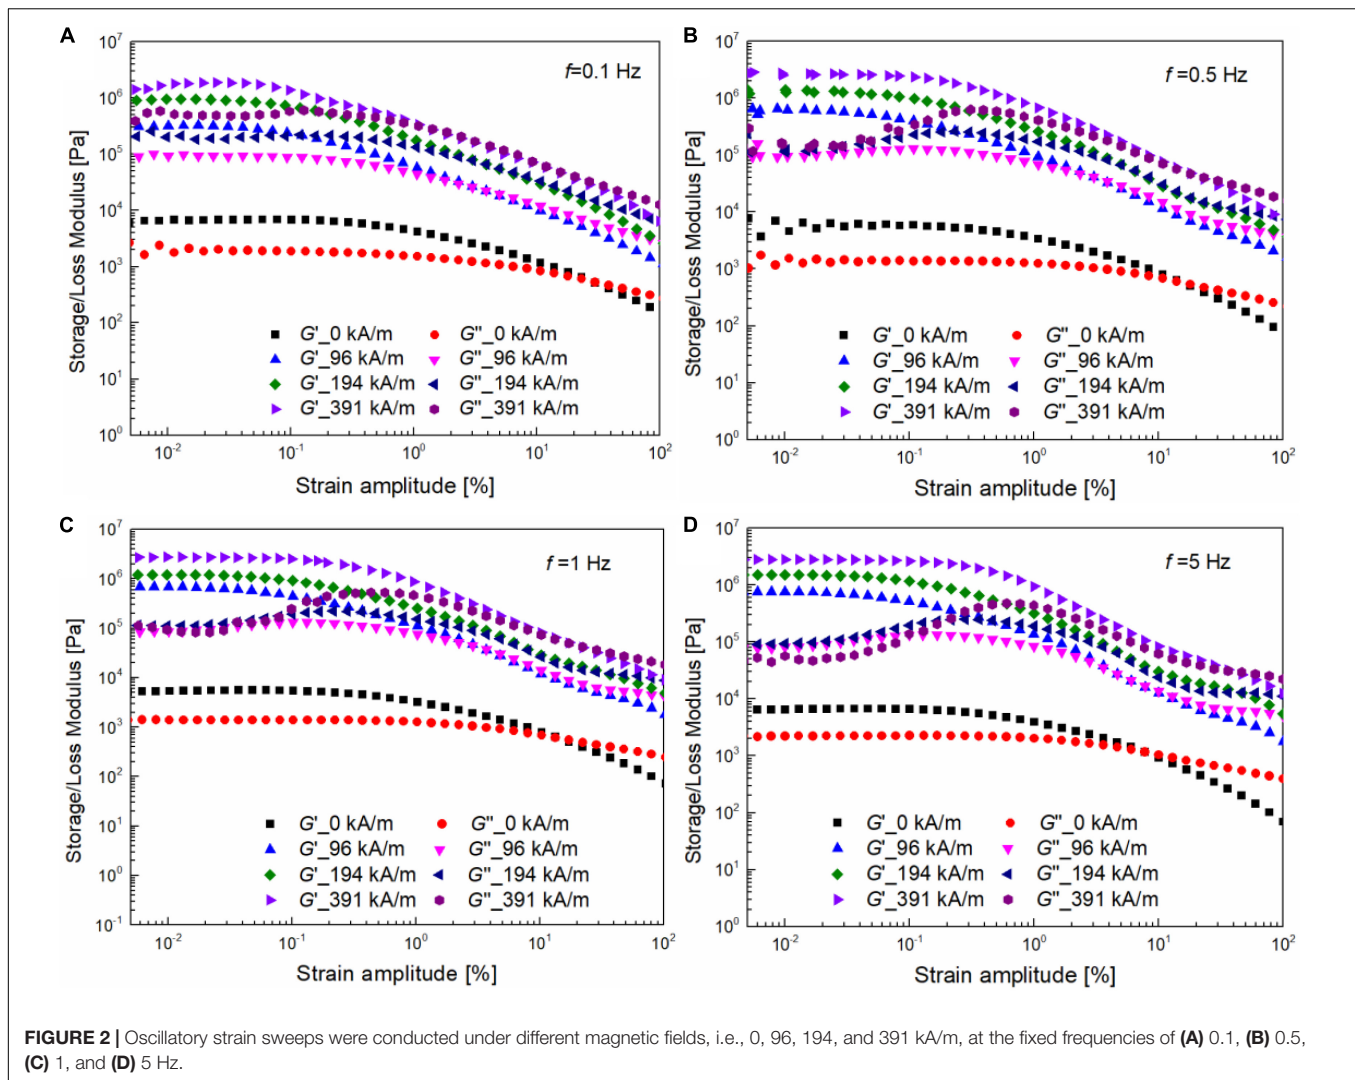 A
f=0.1 Hz
Storage/Loss Modulus [Pa]
10^7
10^6
10^5
10^4
10^3
10^2
10^1
10^0
G'_0 kA/m G''_0 kA/m
G'_96 kA/m G''_96 kA/m
G'_194 kA/m G''_194 kA/m
G'_391 kA/m G''_391 kA/m
10^-2 10^-1 10^0 10^1 10^2
Strain amplitude [%]
B
f =0.5 Hz
Storage/Loss Modulus [Pa]
10^7
10^6
10^5
10^4
10^3
10^2
10^1
10^0
G'_0 kA/m G''_0 kA/m
G'_96 kA/m G''_96 kA/m
G'_194 kA/m G''_194 kA/m
G'_391 kA/m G''_391 kA/m
10^-2 10^-1 10^0 10^1 10^2
Strain amplitude [%]
C
f =1 Hz
Storage/Loss Modulus [Pa]
10^7
10^6
10^5
10^4
10^3
10^2
10^1
10^0
10^-1
G'_0 kA/m G''_0 kA/m
G'_96 kA/m G''_96 kA/m
G'_194 kA/m G''_194 kA/m
G'_391 kA/m G''_391 kA/m
10^-2 10^-1 10^0 10^1 10^2
Strain amplitude [%]
D
f =5 Hz
Storage/Loss Modulus [Pa]
10^7
10^6
10^5
10^4
10^3
10^2
10^1
10^0
G'_0 kA/m G''_0 kA/m
G'_96 kA/m G''_96 kA/m
G'_194 kA/m G''_194 kA/m
G'_391 kA/m G''_391 kA/m
10^-2 10^-1 10^0 10^1 10^2
Strain amplitude [%]
FIGURE 2 | Oscillatory strain sweeps were conducted under different magnetic fields, i.e., 0, 96, 194, and 391 kA/m, at the fixed frequencies of (A) 0.1, (B) 0.5,
(C) 1, and (D) 5 Hz.